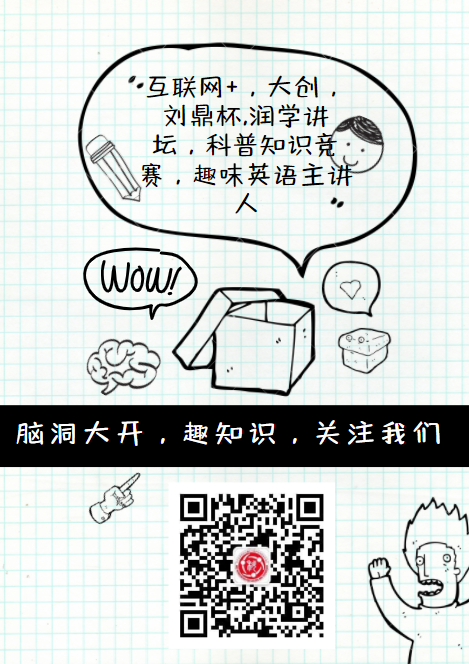 互联网+，大创，
刘鼎杯,润学讲
坛，科普知识竞
赛，趣味英语主讲
人
WOW!
脑洞大开，趣知识，关注我们